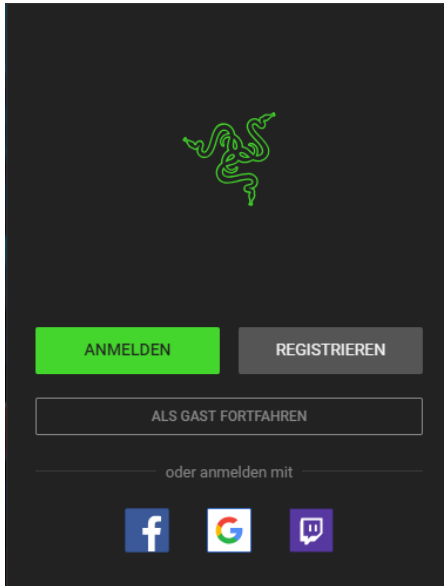 ANMELDEN
REGISTRIEREN
ALS GAST FORTFAHREN
oder anmelden mit